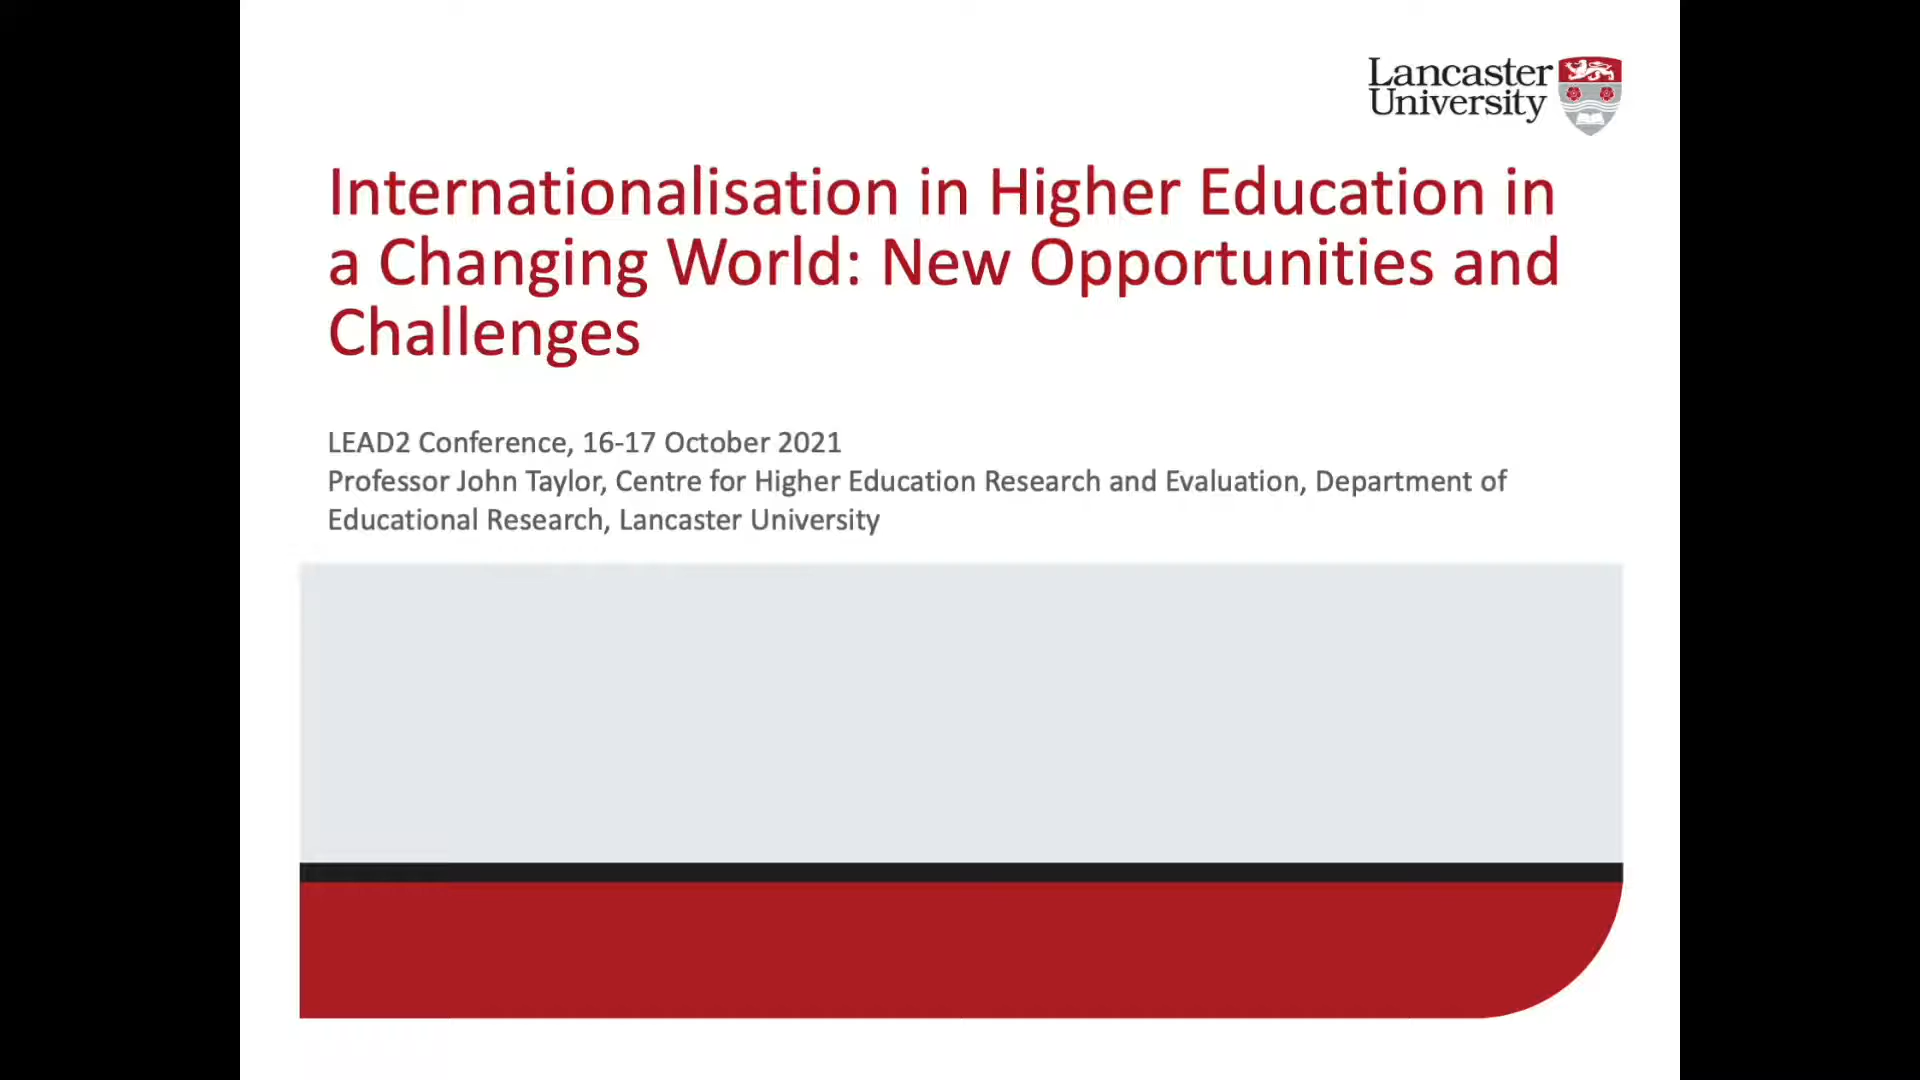 Lancaster
University
Internationalisation in Higher Education in
a Changing World: New Opportunities and
Challenges
LEAD2 Conference, 16-17 October 2021
Professor John Taylor, Centre for Higher Education Research and Evaluation, Department of
Educational Research, Lancaster University